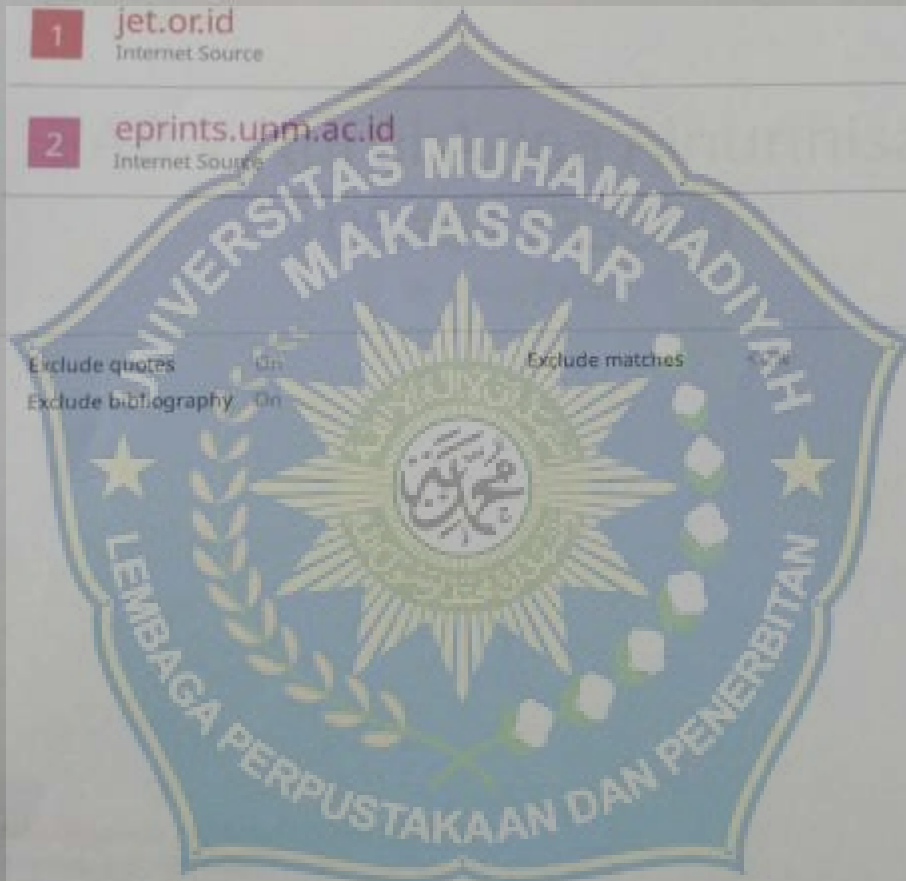 1 jet.or.id
Internet Source
2 eprints.unm.ac.id
Internet Source
UNIVERSITAS MUHAMMADIYAH
MAKASSAR
Exclude quotes On
Exclude matches
Exclude bibliography On
محمد
LEMBAGA PERPUSTAKAAN DAN PENERBITAN